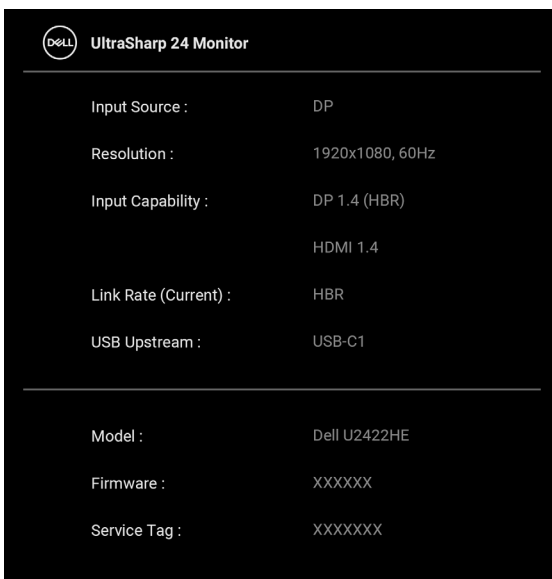 DELL UltraSharp 24 Monitor
Input Source : DP
Resolution : 1920x1080, 60Hz
Input Capability : DP 1.4 (HBR)
HDMI 1.4
Link Rate (Current) : HBR
USB Upstream : USB-C1
Model : Dell U2422HE
Firmware : XXXXXX
Service Tag : XXXXXXX